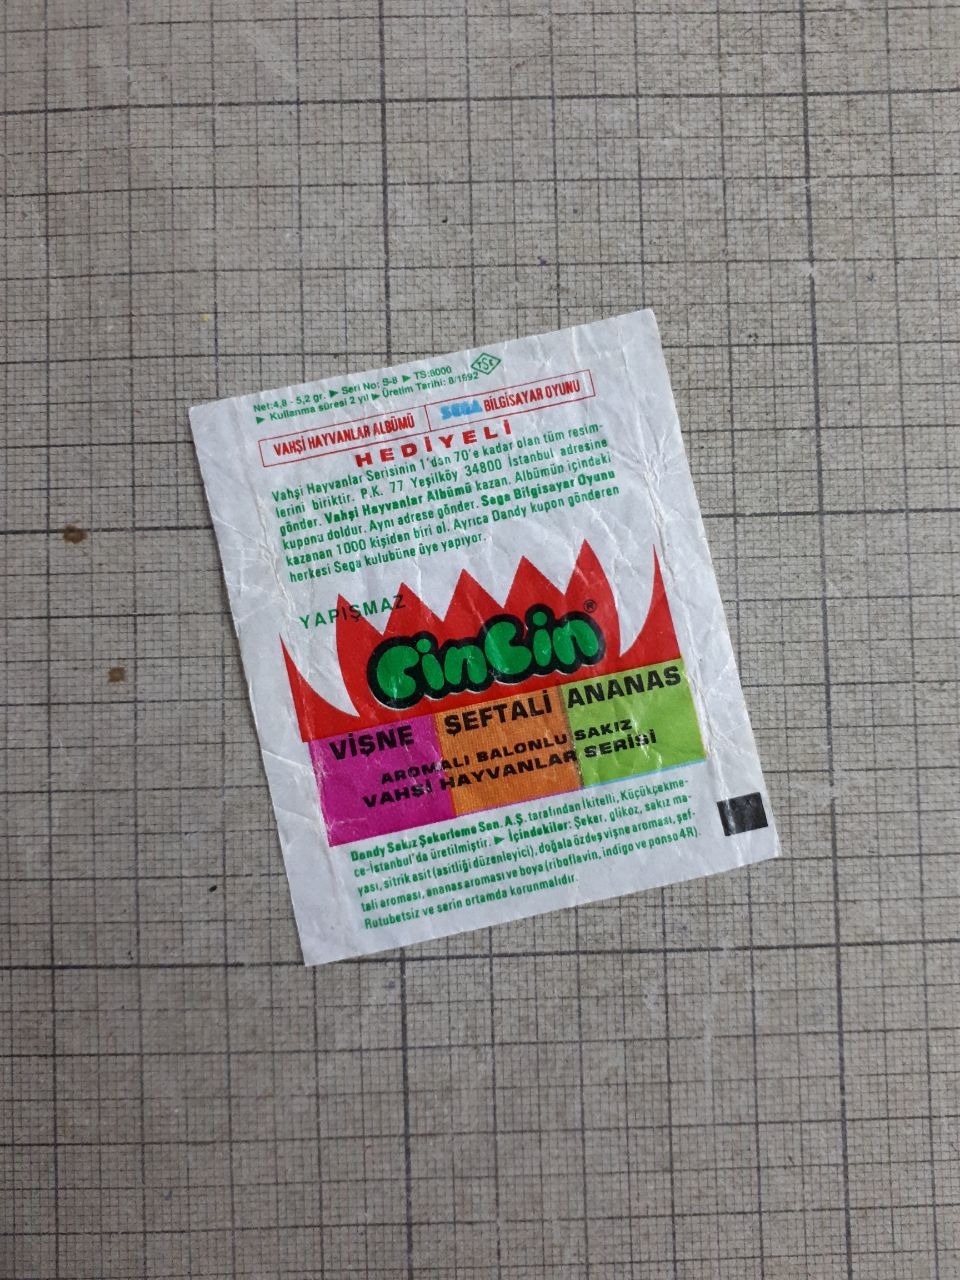 Net:4,8 - 5,2 gr. ▶ Seri No: S-8 ▶ TS:8000
TSE
▶ Kullanma süresi 2 yıl ▶ Üretim Tarihi: 8/1992
VAHŞİ HAYVANLAR ALBÜMÜ
SEGA BİLGİSAYAR OYUNU
HEDİYELİ
Vahşi Hayvanlar Serisinin 1'den 70'e kadar olan tüm resim-
lerini biriktir. P.K. 77 Yeşilköy 34800 İstanbul adresine
gönder. Vahşi Hayvanlar Albümü kazan. Albümün içindeki
kuponu doldur. Aynı adrese gönder. Sega Bilgisayar Oyunu
kazanan 1000 kişiden biri ol. Ayrıca Dandy kupon gönderen
herkesi Sega kulubüne üye yapıyor.
YAPIŞMAZ
CinCin®
VİŞNE
ŞEFTALİ
ANANAS
AROMALI BALONLU SAKIZ
VAHŞİ HAYVANLAR SERİSİ
Dandy Sakız Şekerleme San. A.Ş. tarafından İkitelli, Küçükçekme-
ce-İstanbul'da üretilmiştir. ▶ İçindekiler: Şeker, glikoz, sakız ma-
yası, sitrik asit (asitliği düzenleyici), doğala özdeş vişne aroması, şef-
tali aroması, ananas aroması ve boya (riboflavin, indigo ve ponso 4R).
Rutubetsiz ve serin ortamda korunmalıdır.